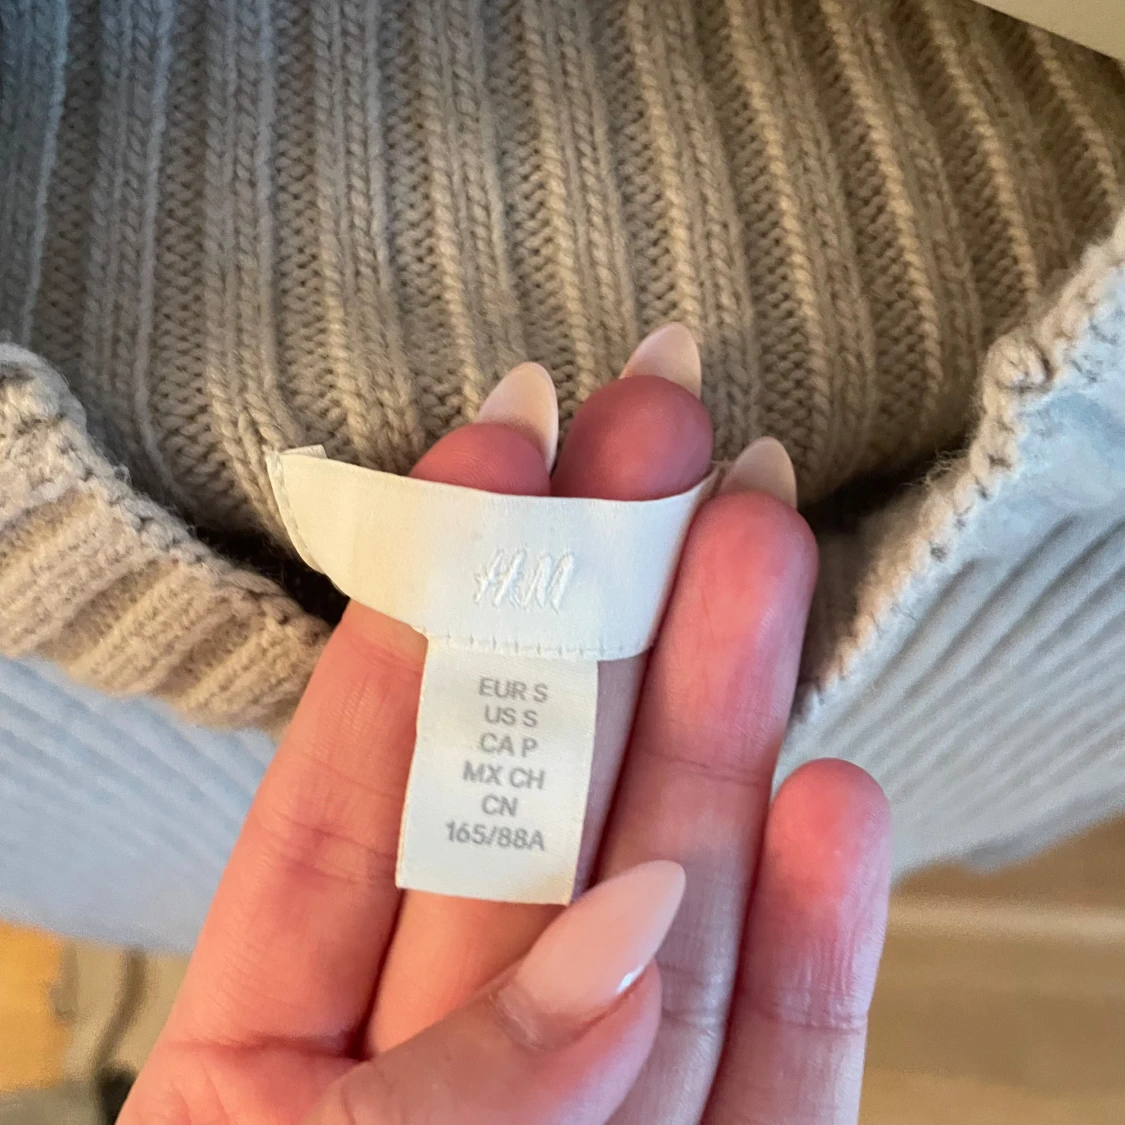 H&M
EUR S
US S
CA P
MX CH
CN
165/88A